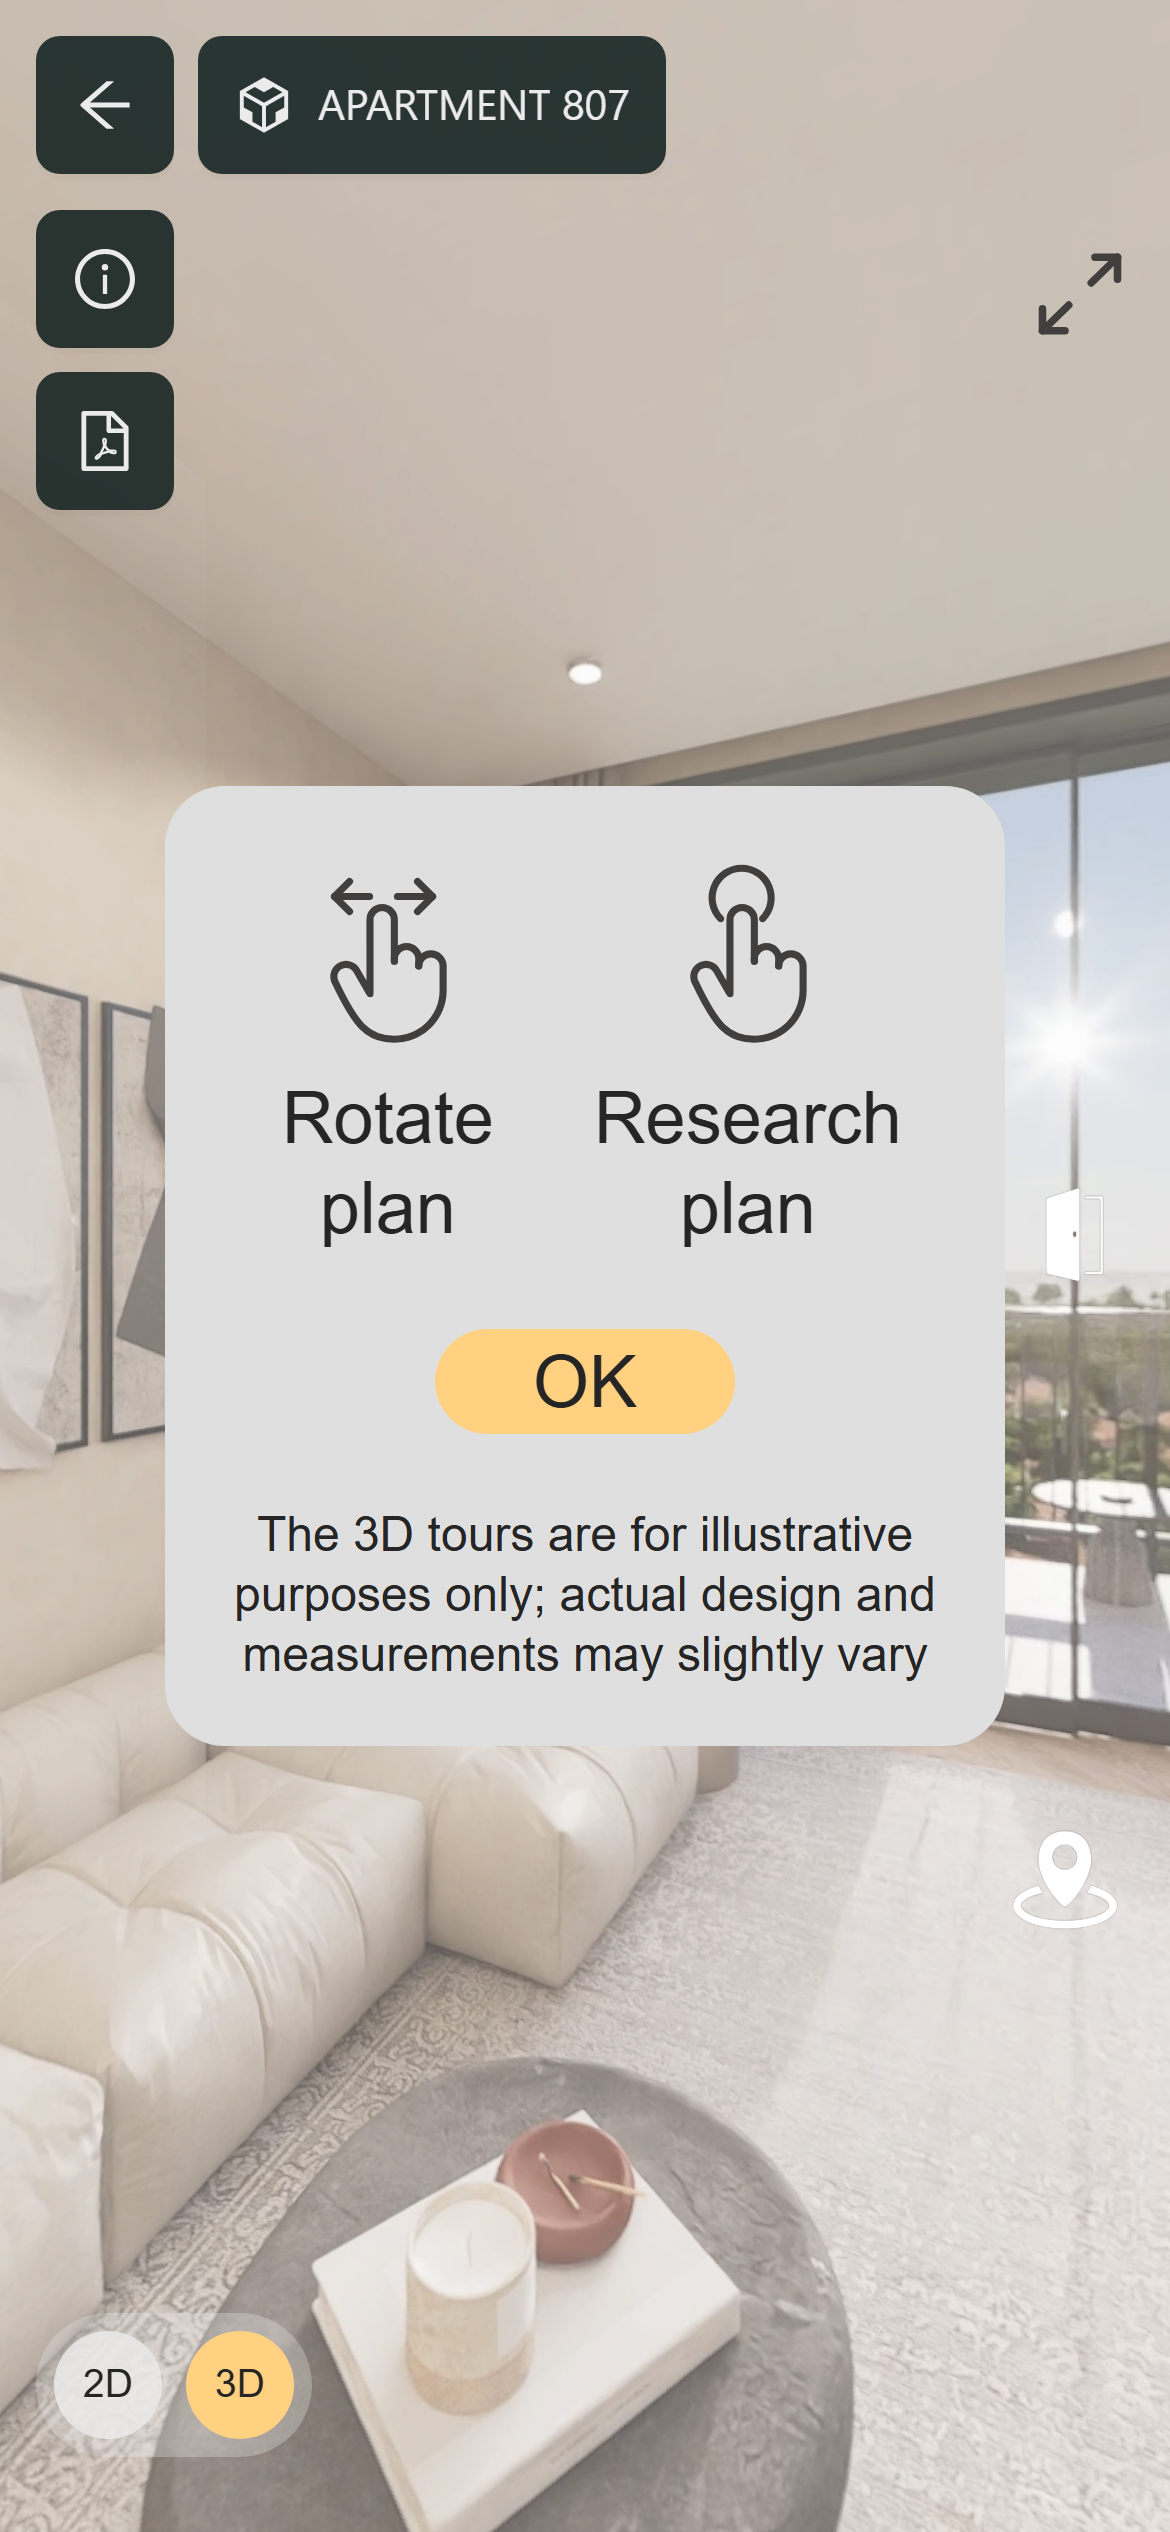 APARTMENT 807
Rotate
plan
Research
plan
OK
The 3D tours are for illustrative
purposes only; actual design and
measurements may slightly vary
2D
3D